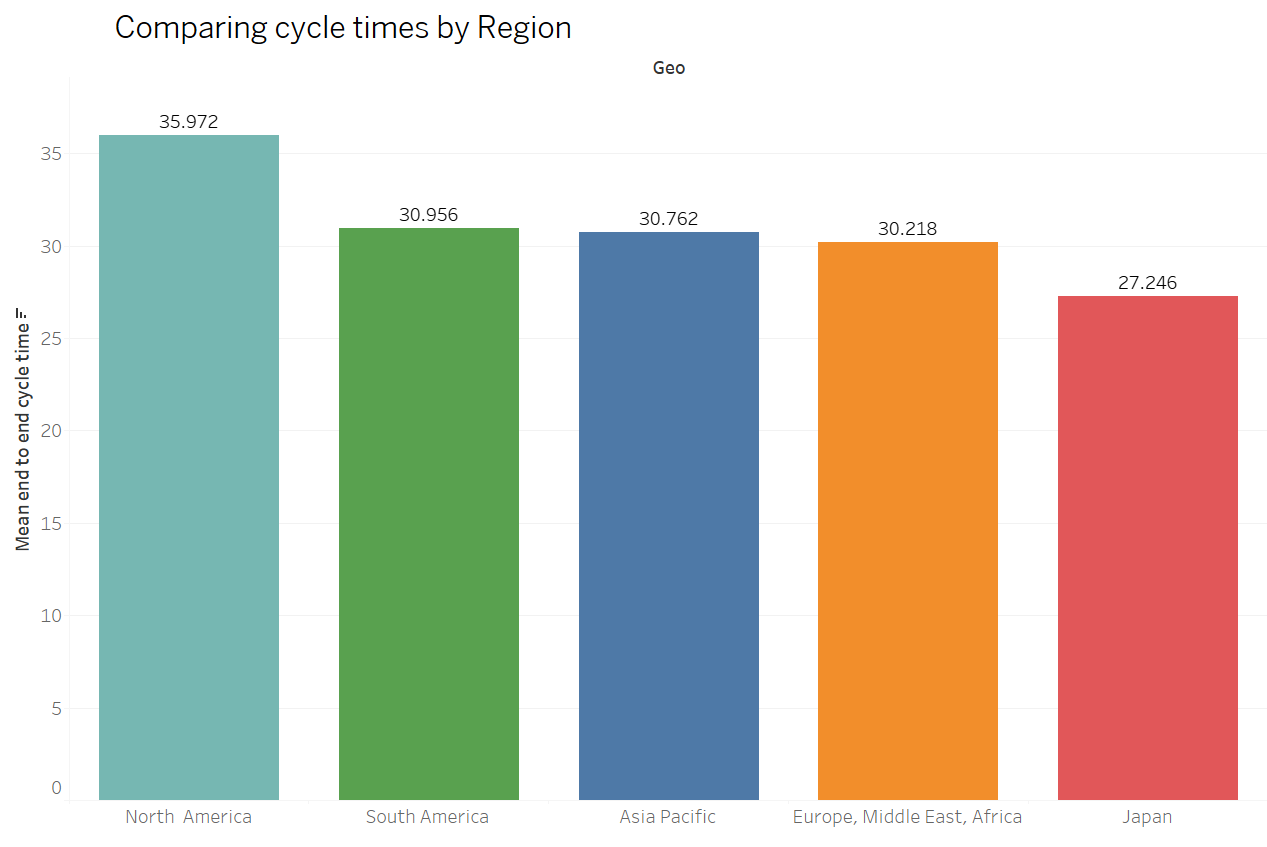 Comparing cycle times by Region
Geo
Mean end to end cycle time
35
30
25
20
15
10
5
0
35.972
30.956
30.762
30.218
27.246
North  America
South America
Asia Pacific
Europe, Middle East, Africa
Japan